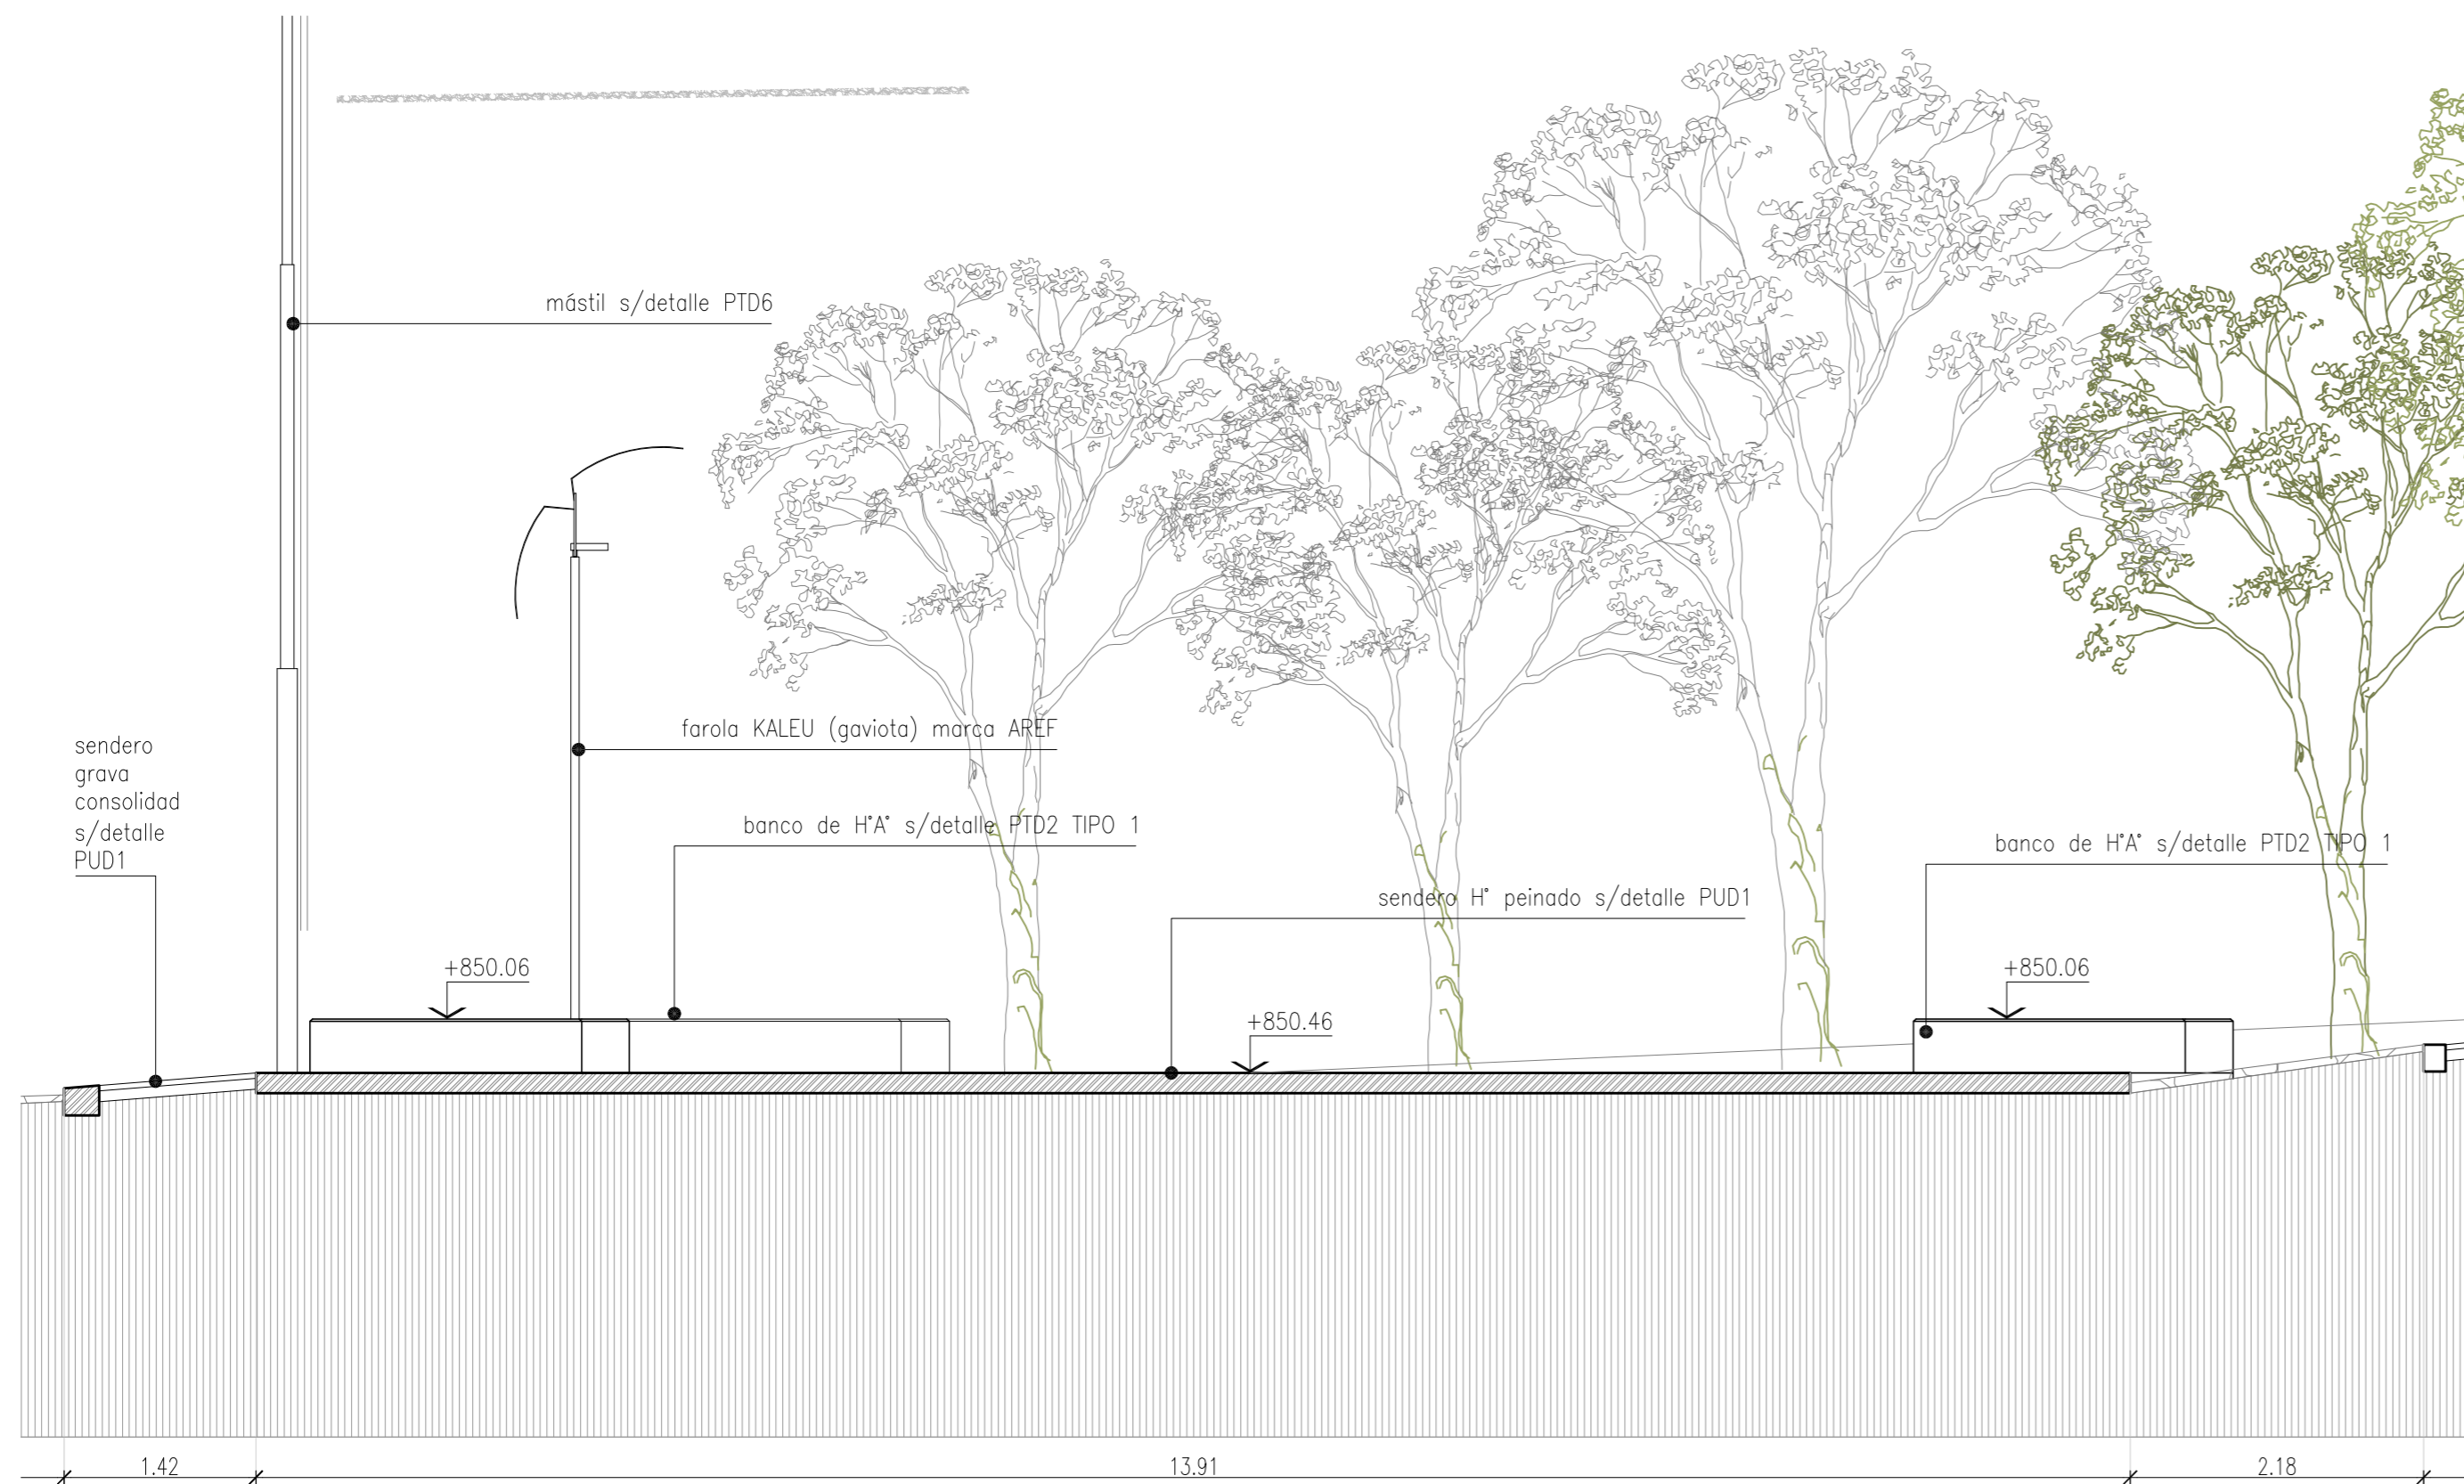 mástil s/detalle PTD6
farola KALEU (gaviota) marca AREF
sendero
grava
consolidad
s/detalle
PUD1
banco de H°A° s/detalle PTD2 TIPO 1
banco de H°A° s/detalle PTD2 TIPO 1
sendero H° peinado s/detalle PUD1
+850.06
+850.06
+850.46
1.42
13.91
2.18